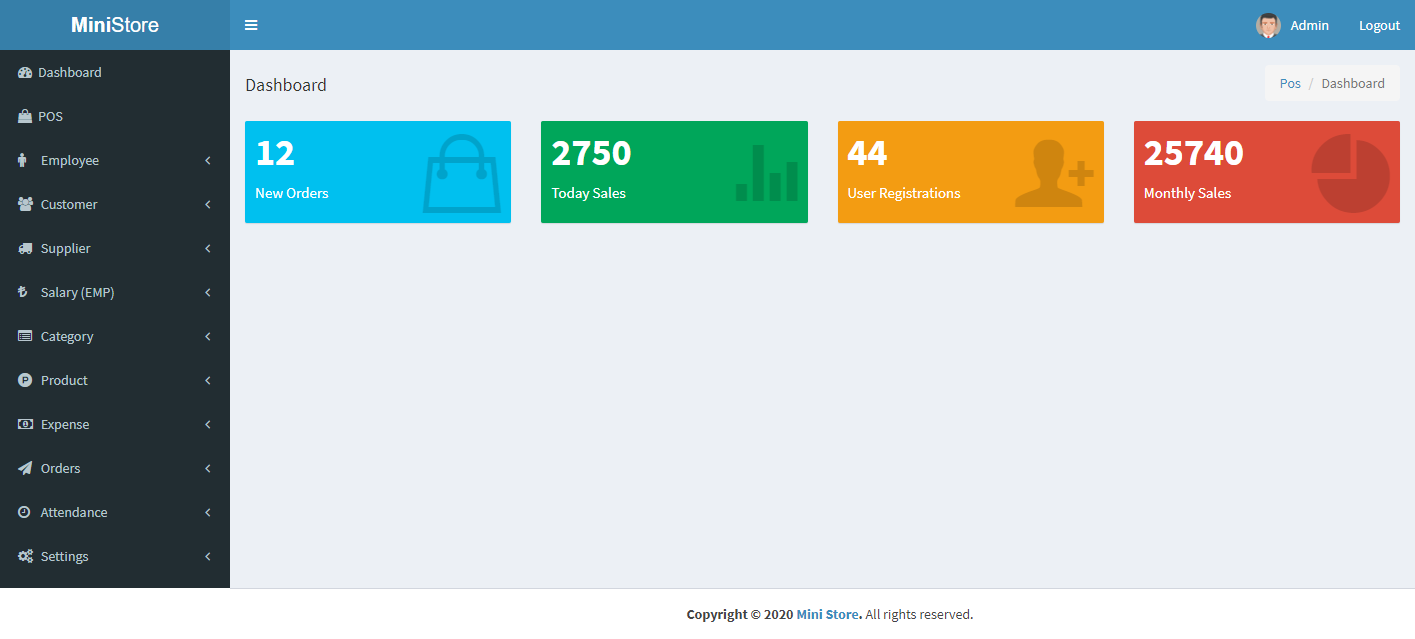 MiniStore
Admin
Logout
Dashboard
POS
Employee
Customer
Supplier
Salary (EMP)
Category
Product
Expense
Orders
Attendance
Settings
Dashboard
Pos / Dashboard
12
New Orders
2750
Today Sales
44
User Registrations
25740
Monthly Sales
Copyright © 2020 Mini Store. All rights reserved.